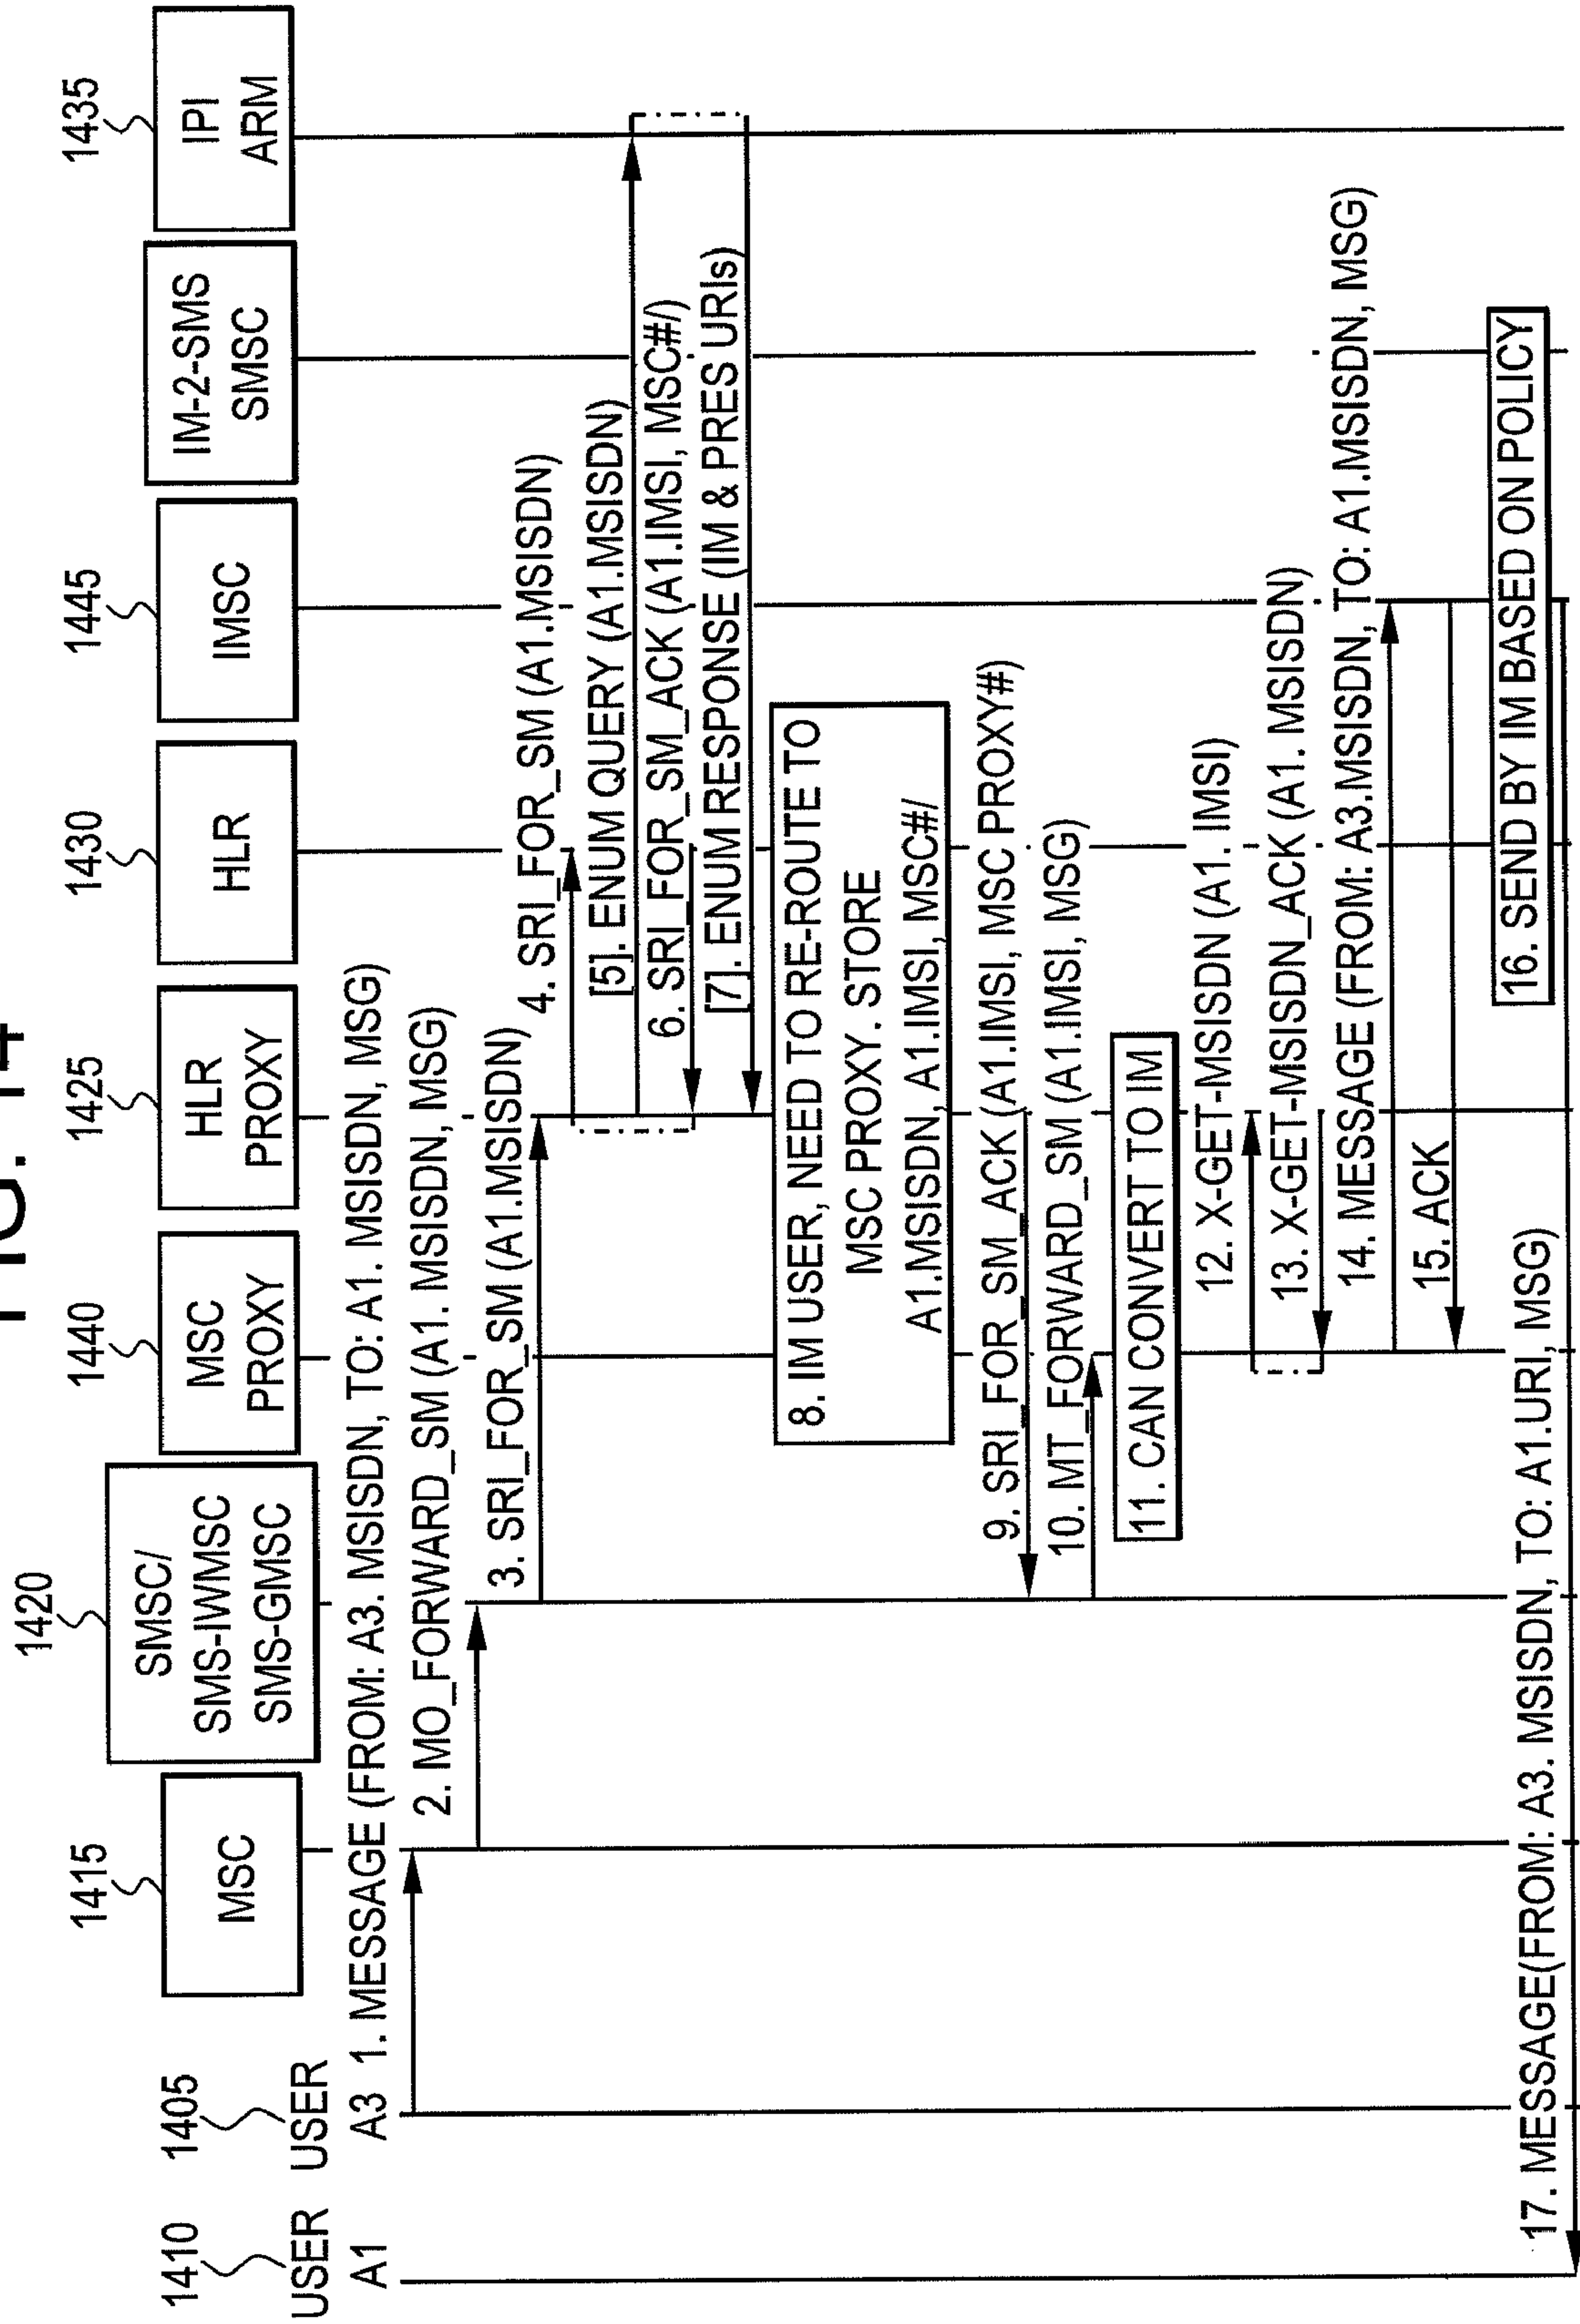 FIG. 14
1410
USER
A1
1405
USER
A3
1415
MSC
1420
SMSC/
SMS-IWMSC
SMS-GMSC
1440
MSC
PROXY
1425
HLR
PROXY
1430
HLR
1445
IMSC
IM-2-SMS
SMSC
1435
IPI
ARM
1. MESSAGE (FROM: A3. MSISDN, TO: A1. MSISDN, MSG)
2. MO_FORWARD_SM (A1. MSISDN, MSG)
3. SRI_FOR_SM (A1.MSISDN)
4. SRI_FOR_SM (A1.MSISDN)
[5]. ENUM QUERY (A1.MSISDN)
6. SRI_FOR_SM_ACK (A1.IMSI, MSC#/)
[7]. ENUM RESPONSE (IM & PRES URIs)
8. IM USER, NEED TO RE-ROUTE TO
MSC PROXY. STORE
A1.MSISDN, A1.IMSI, MSC#/
9. SRI_FOR_SM_ACK (A1.IMSI, MSC PROXY#)
10. MT_FORWARD_SM (A1.IMSI, MSG)
11. CAN CONVERT TO IM
12. X-GET-MSISDN (A1. IMSI)
13. X-GET-MSISDN_ACK (A1. MSISDN)
14. MESSAGE (FROM: A3.MSISDN, TO: A1.MSISDN, MSG)
15. ACK
16. SEND BY IM BASED ON POLICY
17. MESSAGE(FROM: A3. MSISDN, TO: A1.URI, MSG)